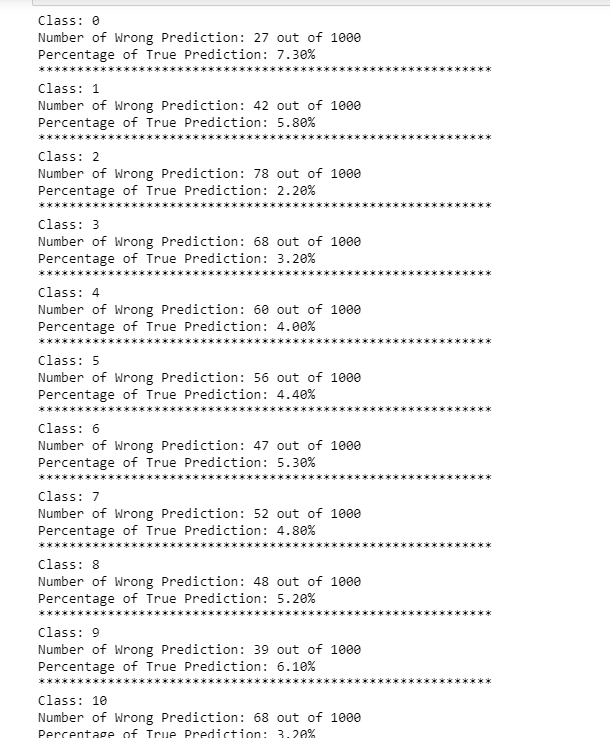 Class: 0
Number of Wrong Prediction: 27 out of 1000
Percentage of True Prediction: 7.30%
***********************************************************
Class: 1
Number of Wrong Prediction: 42 out of 1000
Percentage of True Prediction: 5.80%
***********************************************************
Class: 2
Number of Wrong Prediction: 78 out of 1000
Percentage of True Prediction: 2.20%
***********************************************************
Class: 3
Number of Wrong Prediction: 68 out of 1000
Percentage of True Prediction: 3.20%
***********************************************************
Class: 4
Number of Wrong Prediction: 60 out of 1000
Percentage of True Prediction: 4.00%
***********************************************************
Class: 5
Number of Wrong Prediction: 56 out of 1000
Percentage of True Prediction: 4.40%
***********************************************************
Class: 6
Number of Wrong Prediction: 47 out of 1000
Percentage of True Prediction: 5.30%
***********************************************************
Class: 7
Number of Wrong Prediction: 52 out of 1000
Percentage of True Prediction: 4.80%
***********************************************************
Class: 8
Number of Wrong Prediction: 48 out of 1000
Percentage of True Prediction: 5.20%
***********************************************************
Class: 9
Number of Wrong Prediction: 39 out of 1000
Percentage of True Prediction: 6.10%
***********************************************************
Class: 10
Number of Wrong Prediction: 68 out of 1000
Percentage of True Prediction: 3.20%